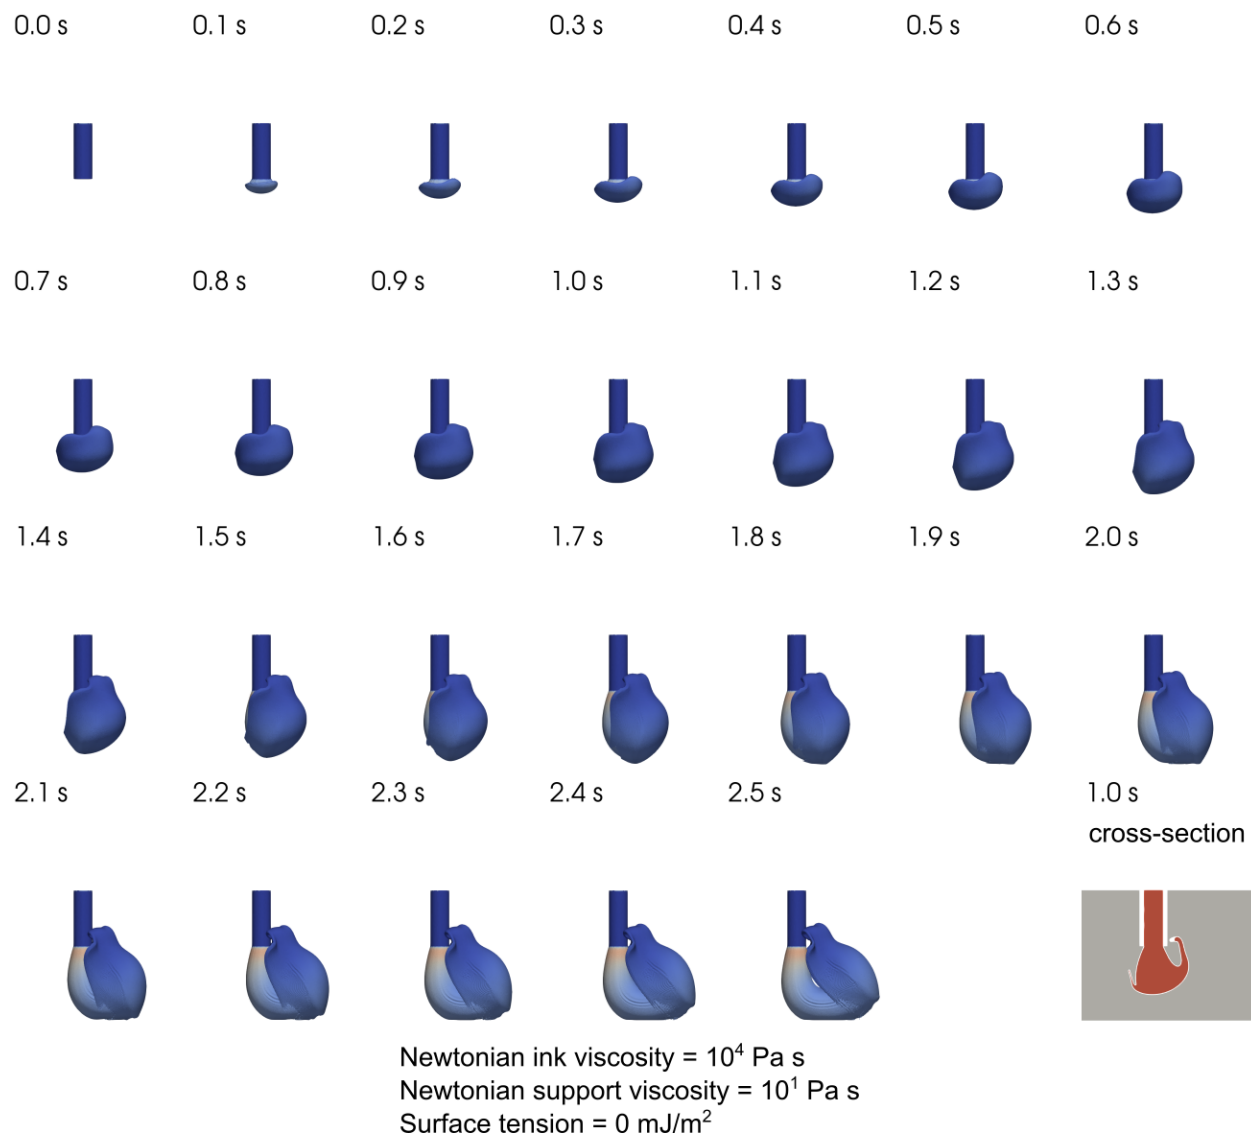 0.0 s 0.1 s 0.2 s 0.3 s 0.4 s 0.5 s 0.6 s
0.7 s 0.8 s 0.9 s 1.0 s 1.1 s 1.2 s 1.3 s
1.4 s 1.5 s 1.6 s 1.7 s 1.8 s 1.9 s 2.0 s
2.1 s 2.2 s 2.3 s 2.4 s 2.5 s 1.0 s
cross-section
Newtonian ink viscosity = 10⁴ Pa s
Newtonian support viscosity = 10¹ Pa s
Surface tension = 0 mJ/m²